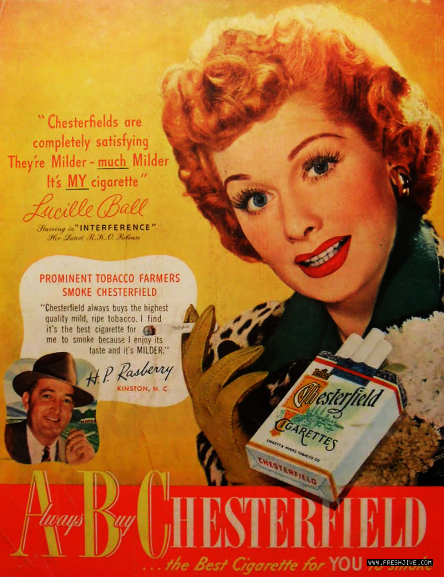 "Chesterfields are
completely satisfying
They're Milder - much Milder
It's MY cigarette"
Lucille Ball
Starring in "INTERFERENCE"
Her Latest R.K.O. Release
PROMINENT TOBACCO FARMERS
SMOKE CHESTERFIELD
"Chesterfield always buys the highest
quality mild, ripe tobacco. I find
it's the best cigarette for
me to smoke because I enjoy its
taste and it's MILDER."
H.P. Rasberry
KINSTON, N. C.
Chesterfield
CIGARETTES
LIGGETT & MYERS TOBACCO CO.
CHESTERFIELD
Always Buy CHESTERFIELD
...the Best Cigarette for YOU to smoke
WWW.FRESHJIVE.COM